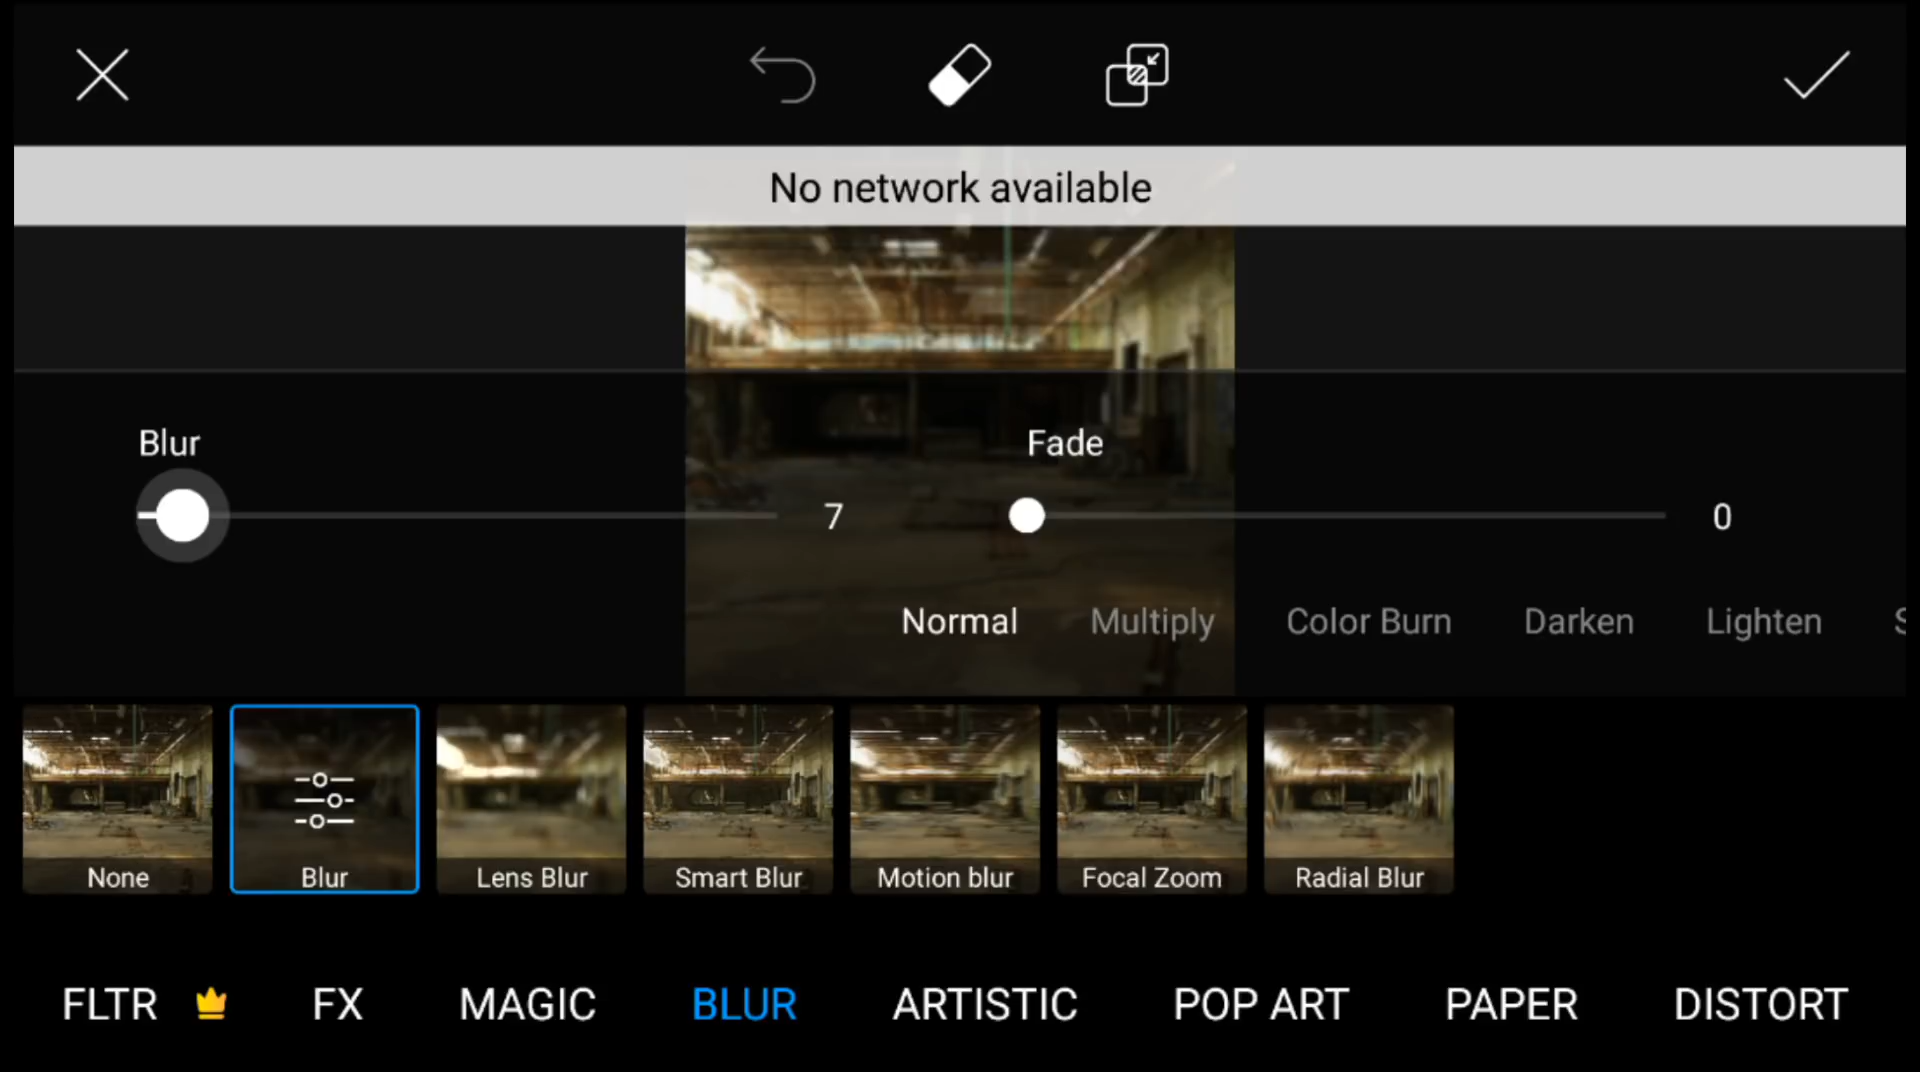 No network available
Blur
Fade
7
0
Normal Multiply Color Burn Darken Lighten S
None Blur Lens Blur Smart Blur Motion blur Focal Zoom Radial Blur
FLTR FX MAGIC BLUR ARTISTIC POP ART PAPER DISTORT